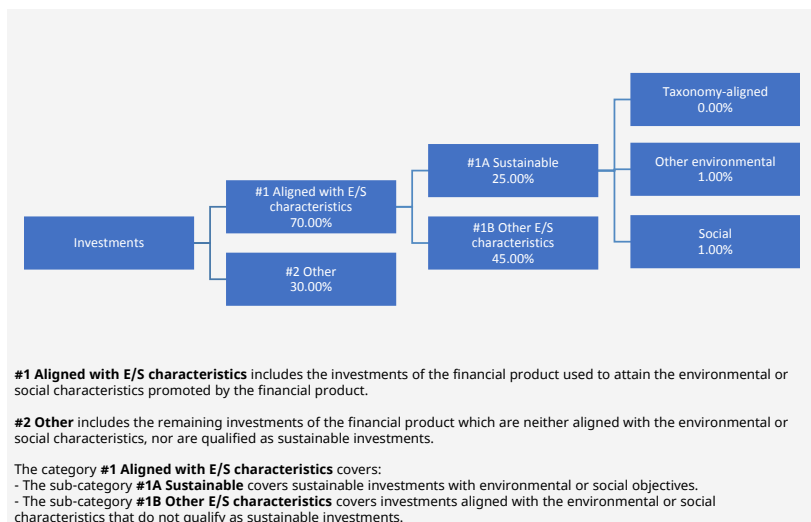 Taxonomy-aligned
0.00%
#1A Sustainable
25.00%
Other environmental
1.00%
#1 Aligned with E/S
characteristics
70.00%
#1B Other E/S
characteristics
45.00%
Social
1.00%
Investments
#2 Other
30.00%
#1 Aligned with E/S characteristics includes the investments of the financial product used to attain the environmental or
social characteristics promoted by the financial product.
#2 Other includes the remaining investments of the financial product which are neither aligned with the environmental or
social characteristics, nor are qualified as sustainable investments.
The category #1 Aligned with E/S characteristics covers:
- The sub-category #1A Sustainable covers sustainable investments with environmental or social objectives.
- The sub-category #1B Other E/S characteristics covers investments aligned with the environmental or social
characteristics that do not qualify as sustainable investments.